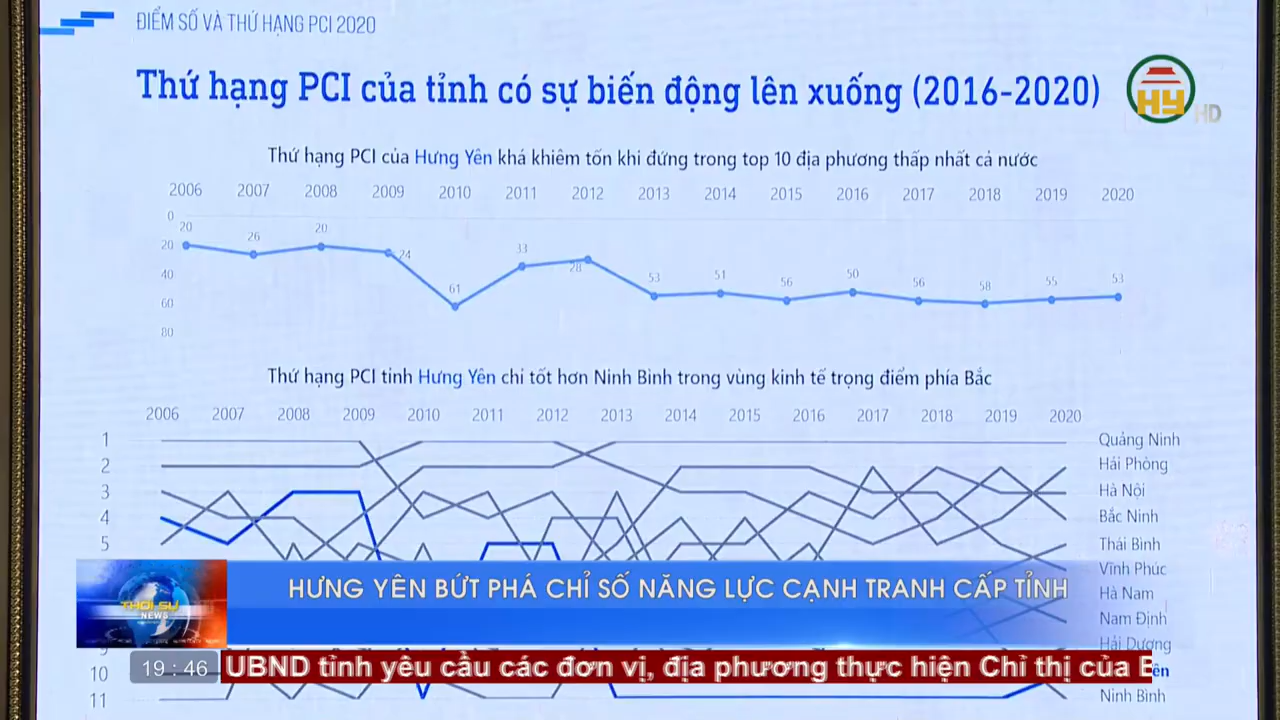 ĐIỂM SỐ VÀ THỨ HẠNG PCI 2020
Thứ hạng PCI của tỉnh có sự biến động lên xuống (2016-2020)
HY HD
Thứ hạng PCI của Hưng Yên khá khiêm tốn khi đứng trong top 10 địa phương thấp nhất cả nước
2006 2007 2008 2009 2010 2011 2012 2013 2014 2015 2016 2017 2018 2019 2020
0
20 26 20 24 61 33 28 53 51 56 50 56 58 55 53
20
40
60
80
Thứ hạng PCI tỉnh Hưng Yên chỉ tốt hơn Ninh Bình trong vùng kinh tế trọng điểm phía Bắc
2006 2007 2008 2009 2010 2011 2012 2013 2014 2015 2016 2017 2018 2019 2020
1 Quảng Ninh
2 Hải Phòng
3 Hà Nội
4 Bắc Ninh
5 Thái Bình
Vĩnh Phúc
Hà Nam
Nam Định
Hải Dương
10
11 Ninh Bình
THỜI SỰ
NEWS
HƯNG YÊN BỨT PHÁ CHỈ SỐ NĂNG LỰC CẠNH TRANH CẤP TỈNH
19:46 UBND tỉnh yêu cầu các đơn vị, địa phương thực hiện Chỉ thị của